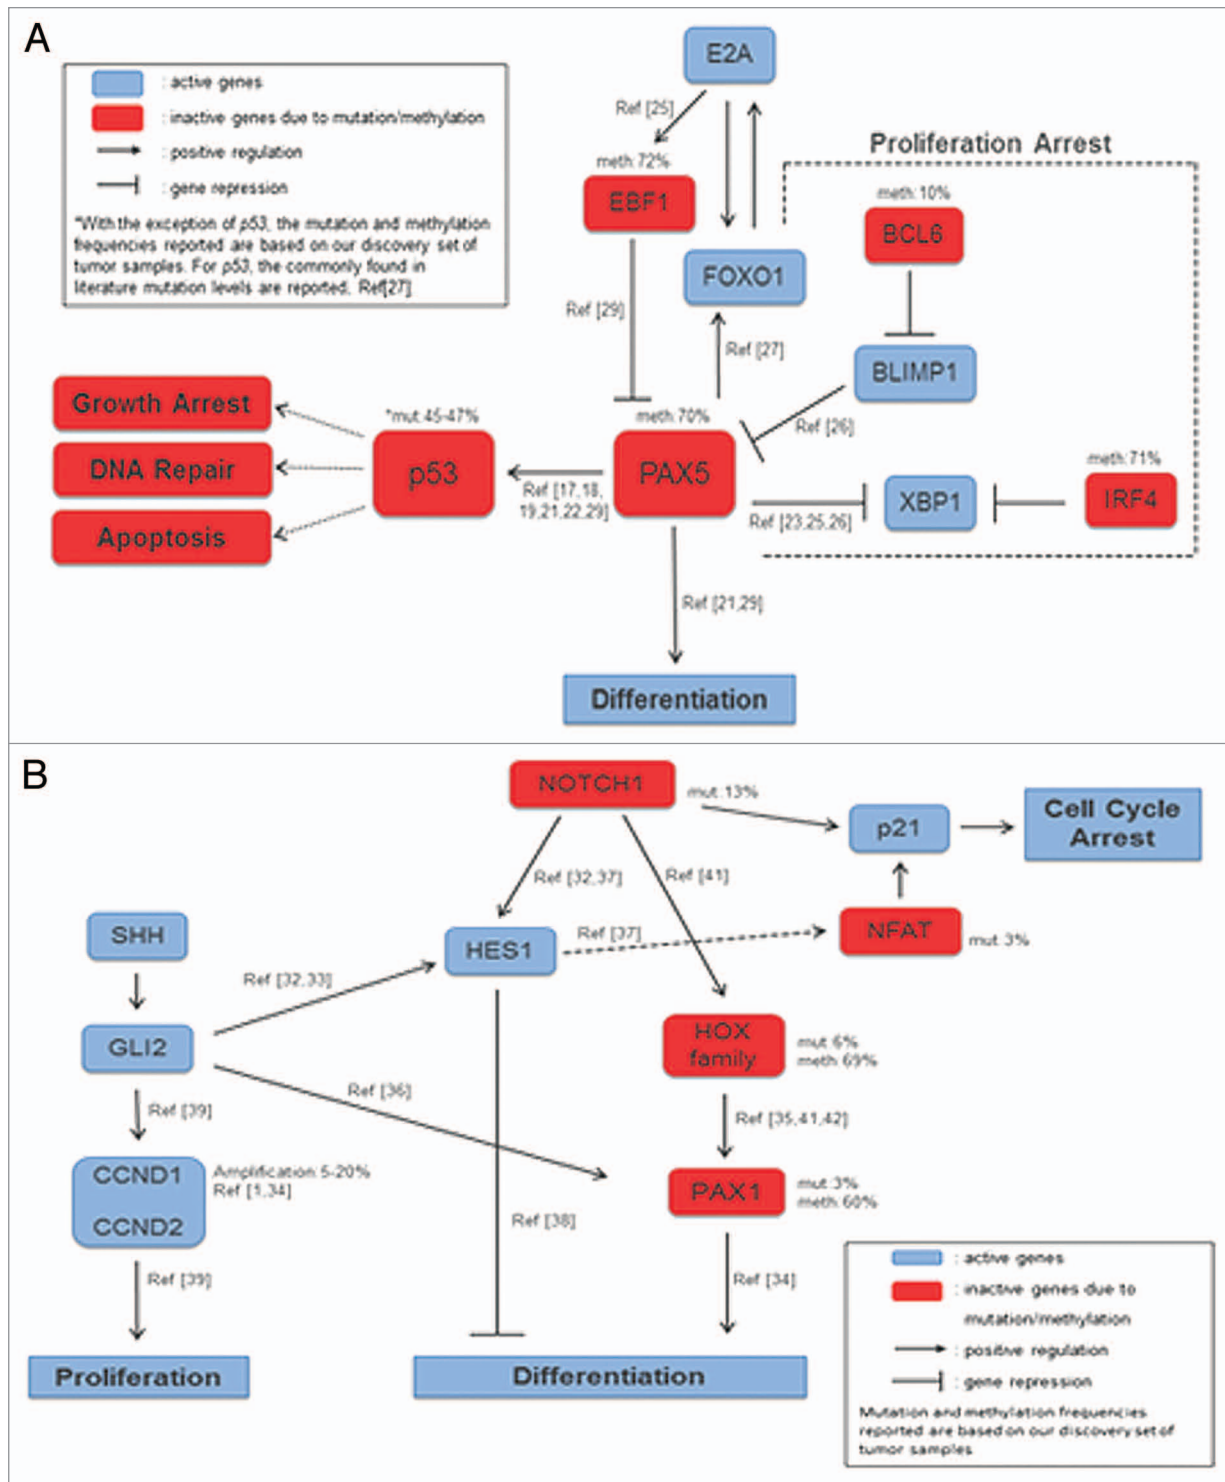 A
: active genes
: inactive genes due to mutation/methylation
: positive regulation
: gene repression
*With the exception of p53, the mutation and methylation
frequencies reported are based on our discovery set of
tumor samples. For p53, the commonly found in
literature mutation levels are reported, Ref[27]
E2A
Ref [25]
meth:72%
EBF1
Proliferation Arrest
meth:10%
BCL6
FOXO1
Ref [29]
Ref [27]
BLIMP1
Growth Arrest
*mut:45-47%
meth:70%
Ref [26]
DNA Repair
p53
PAX5
meth:71%
IRF4
XBP1
Ref [17,18,
19,21,22,29]
Ref [23,25,26]
Apoptosis
Ref [21,29]
Differentiation
B
NOTCH1
mut:13%
p21
Cell Cycle
Arrest
Ref [32,37]
Ref [41]
SHH
HES1
Ref [37]
NFAT
mut:3%
Ref [32,33]
GLI2
HOX
family
mut:6%
meth:69%
Ref [36]
Ref [39]
Ref [35,41,42]
CCND1
CCND2
Amplification:5-20%
Ref [1,34]
PAX1
mut:3%
meth:60%
Ref [38]
Ref [39]
Ref [34]
Proliferation
Differentiation
: active genes
: inactive genes due to
mutation/methylation
: positive regulation
: gene repression
Mutation and methylation frequencies
reported are based on our discovery set of
tumor samples